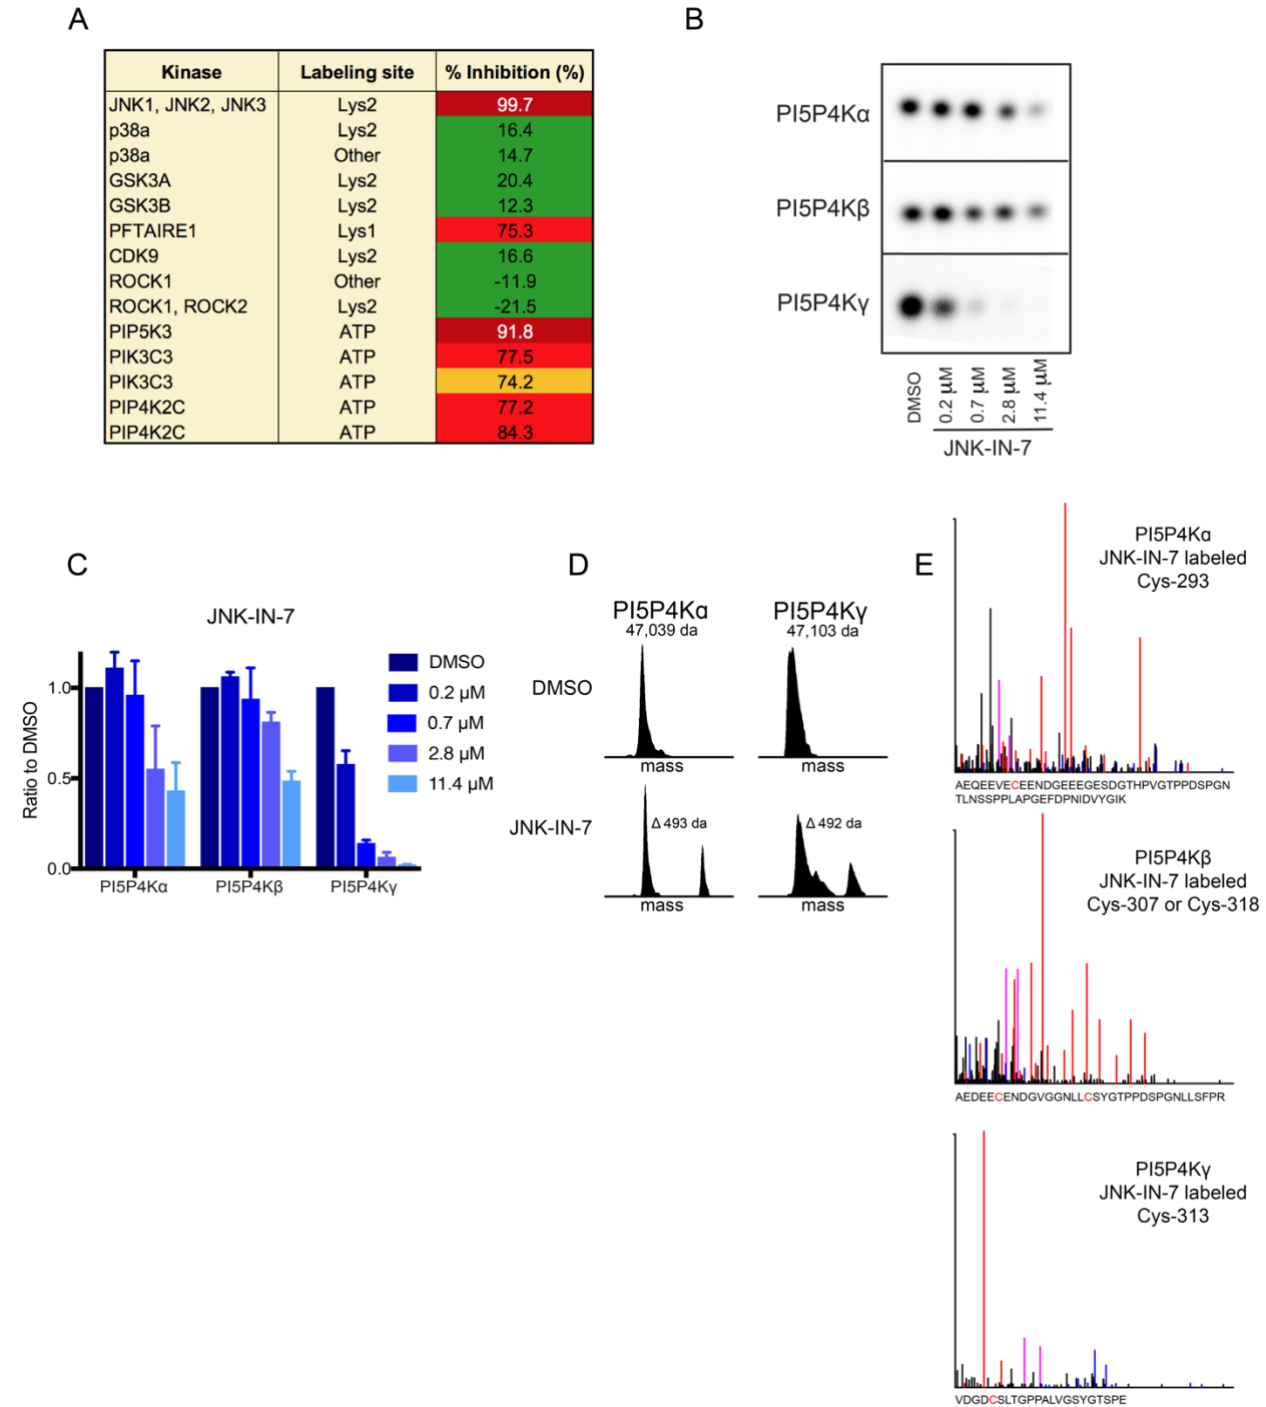 A
Kinase Labeling site % Inhibition (%)
JNK1, JNK2, JNK3 Lys2 99.7
p38a Lys2 16.4
p38a Other 14.7
GSK3A Lys2 20.4
GSK3B Lys2 12.3
PFTAIRE1 Lys1 75.3
CDK9 Lys2 16.6
ROCK1 Other -11.9
ROCK1, ROCK2 Lys2 -21.5
PIP5K3 ATP 91.8
PIK3C3 ATP 77.5
PIK3C3 ATP 74.2
PIP4K2C ATP 77.2
PIP4K2C ATP 84.3
B
PI5P4Kα
PI5P4Kβ
PI5P4Kγ
DMSO
0.2 µM
0.7 µM
2.8 µM
11.4 µM
JNK-IN-7
C
JNK-IN-7
Ratio to DMSO
1.0
0.5
0.0
PI5P4Kα PI5P4Kβ PI5P4Kγ
DMSO
0.2 µM
0.7 µM
2.8 µM
11.4 µM
D
PI5P4Kα PI5P4Kγ
47,039 da 47,103 da
DMSO
mass mass
JNK-IN-7
Δ 493 da Δ 492 da
mass mass
E
PI5P4Kα
JNK-IN-7 labeled
Cys-293
AEQEEVECEENDGEEEGESDGTHPVGTPPDSPGN
TLNSSPPLAPGEFDPNIDVYGIK
PI5P4Kβ
JNK-IN-7 labeled
Cys-307 or Cys-318
AEDEECENDGVGGNLLCSYGTPPDSPGNLLSFPR
PI5P4Kγ
JNK-IN-7 labeled
Cys-313
VDGDCSLTGPPALVGSYGTSPE